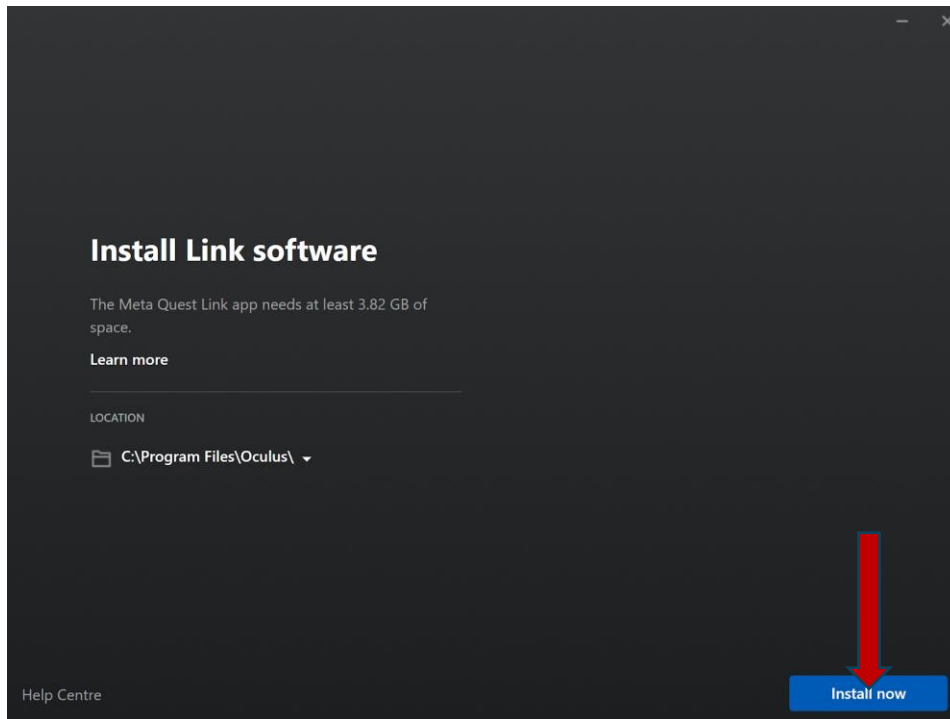 Install Link software
The Meta Quest Link app needs at least 3.82 GB of
space.
Learn more
LOCATION
C:\Program Files\Oculus\
Help Centre
Install now